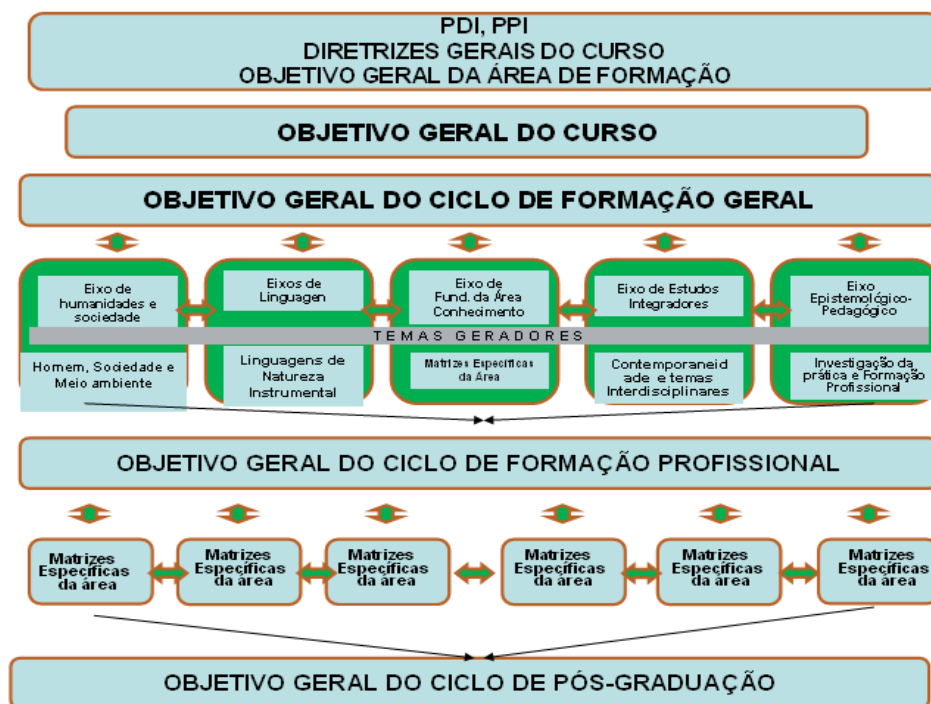 PDI, PPI
DIRETRIZES GERAIS DO CURSO
OBJETIVO GERAL DA ÁREA DE FORMAÇÃO
OBJETIVO GERAL DO CURSO
OBJETIVO GERAL DO CICLO DE FORMAÇÃO GERAL
Eixo de
humanidades e
sociedade
Eixos de
Linguagen
Eixo de
Fund. da Área
Conhecimento
Eixo de Estudos
Integradores
Eixo
Epistemológico-
Pedagógico
TEMAS GERADORES
Homem, Sociedade e
Meio ambiente
Linguagens de
Natureza
Instrumental
Matrizes Específicas
da Área
Contemporaneid
ade e temas
Interdisciplinares
Investigação da
prática e Formação
Profissional
OBJETIVO GERAL DO CICLO DE FORMAÇÃO PROFISSIONAL
Matrizes
Específicas
da área
Matrizes
Específicas
da área
Matrizes
Específicas
da área
Matrizes
Específicas
da área
Matrizes
Específicas
da área
Matrizes
Específicas
da área
OBJETIVO GERAL DO CICLO DE PÓS-GRADUAÇÃO